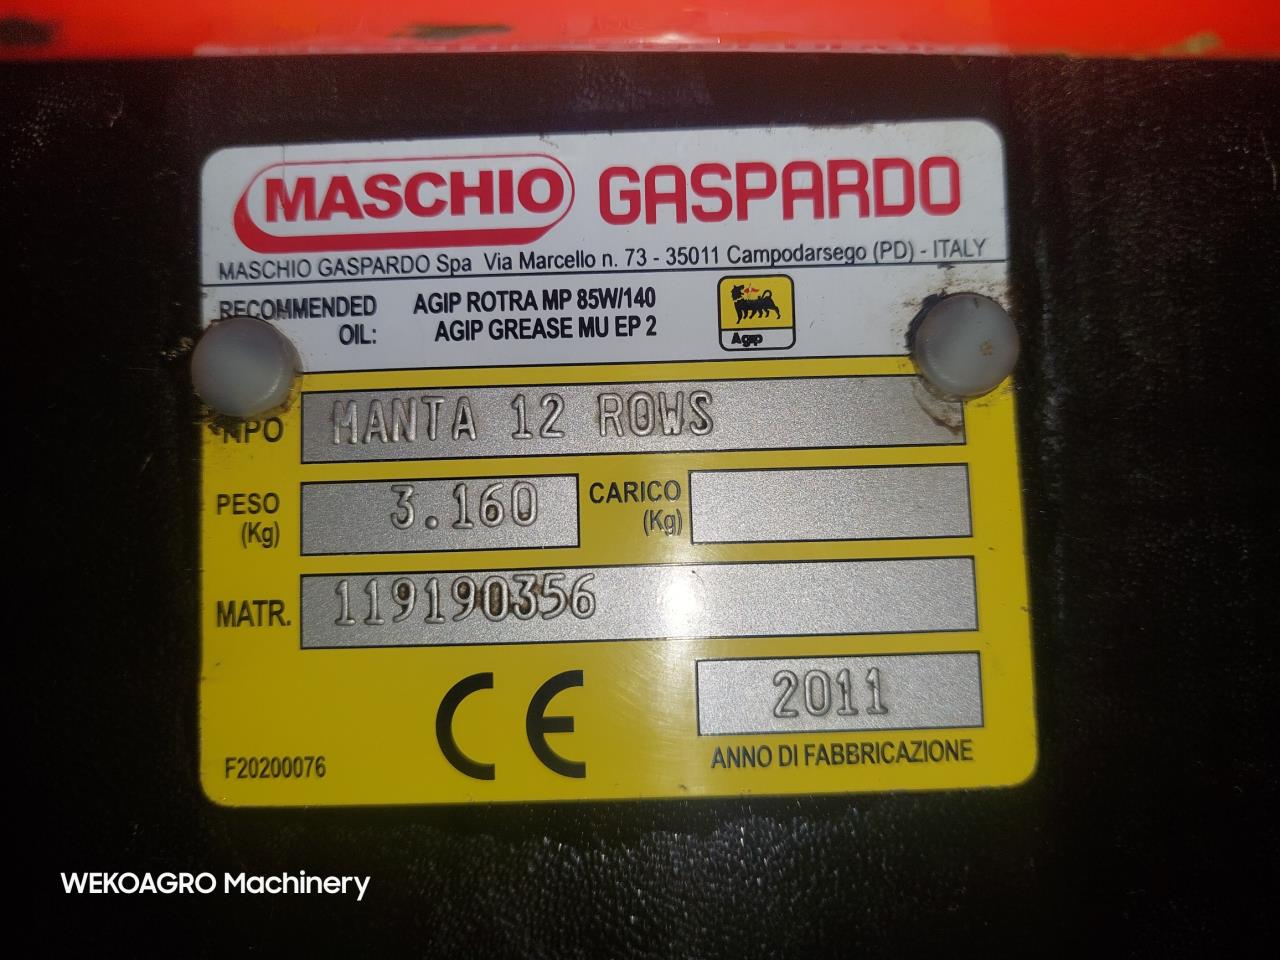 MASCHIO GASPARDO
MASCHIO GASPARDO Spa Via Marcello n. 73 - 35011 Campodarsego (PD) - ITALY
RECOMMENDED AGIP ROTRA MP 85W/140
OIL: AGIP GREASE MU EP 2
Agip
TIPO MANTA 12 ROWS
PESO (Kg) 3.160 CARICO (Kg)
MATR. 119190356
CE 2011
F20200076 ANNO DI FABBRICAZIONE
WEKOAGRO Machinery